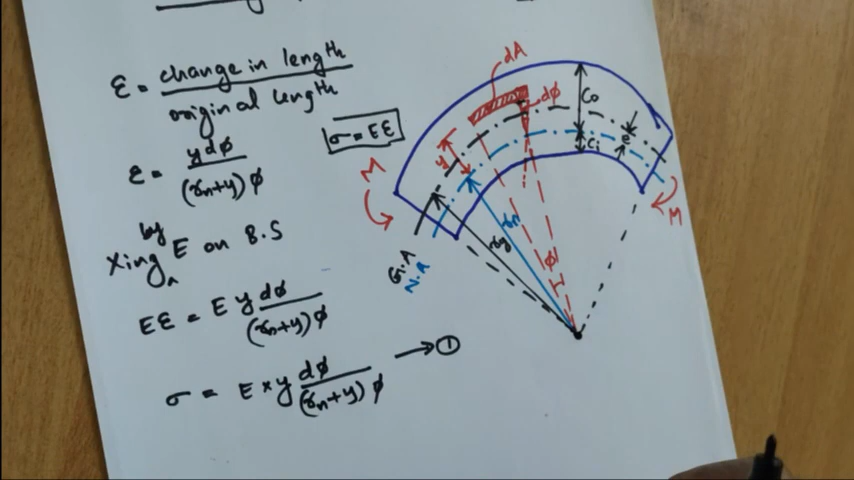 ε = change in length / original length
σ = Eε
ε = y dφ / (rn+y) φ
by
Xing E on B.S
Eε = E y dφ / (rn+y) φ
σ = E × y dφ / (rn+y) φ → ①
dA
dφ
Co
e
Ci
y
M
M
rn
rg
φ
G.A
N.A